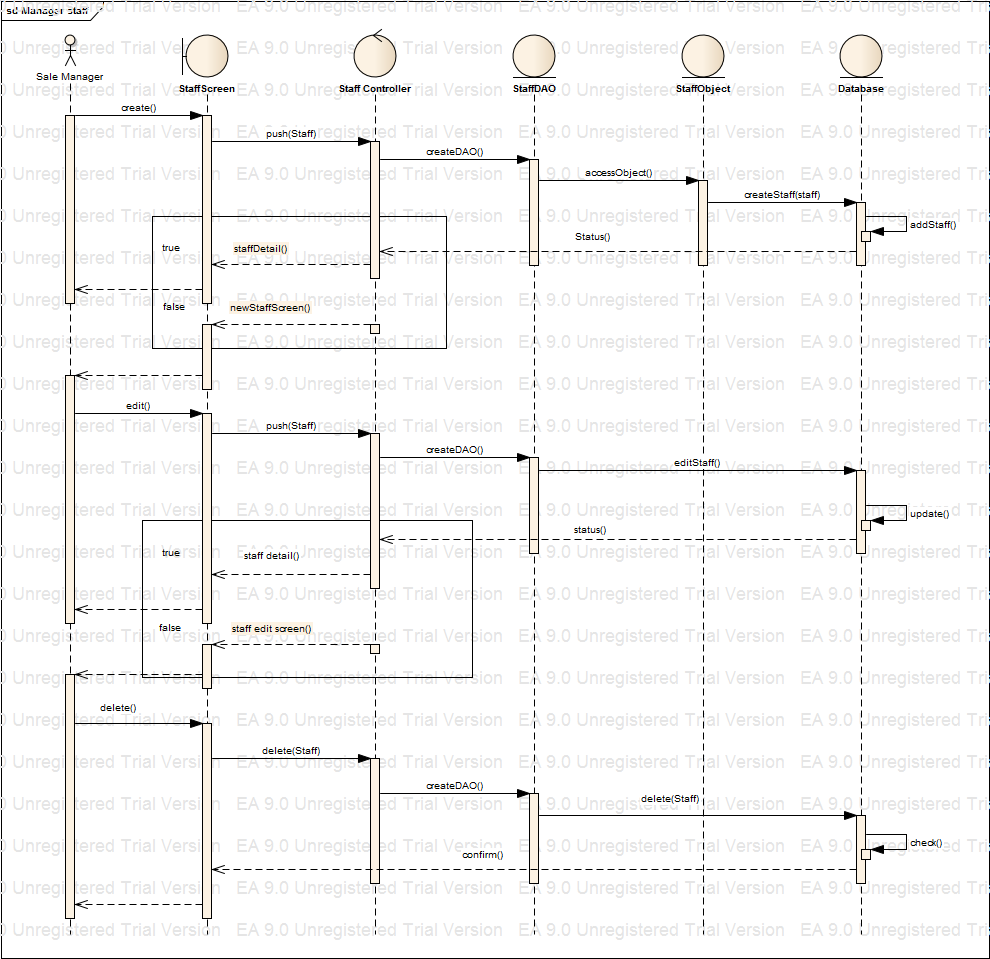 sd Manager staff
Sale Manager
StaffScreen
Staff Controller
StaffDAO
StaffObject
Database
create()
push(Staff)
createDAO()
accessObject()
createStaff(staff)
addStaff()
Status()
true
staffDetail()
false
newStaffScreen()
edit()
push(Staff)
createDAO()
editStaff()
update()
status()
true
staff detail()
false
staff edit screen()
delete()
delete(Staff)
createDAO()
delete(Staff)
check()
confirm()
EA 9.0 Unregistered Trial Version